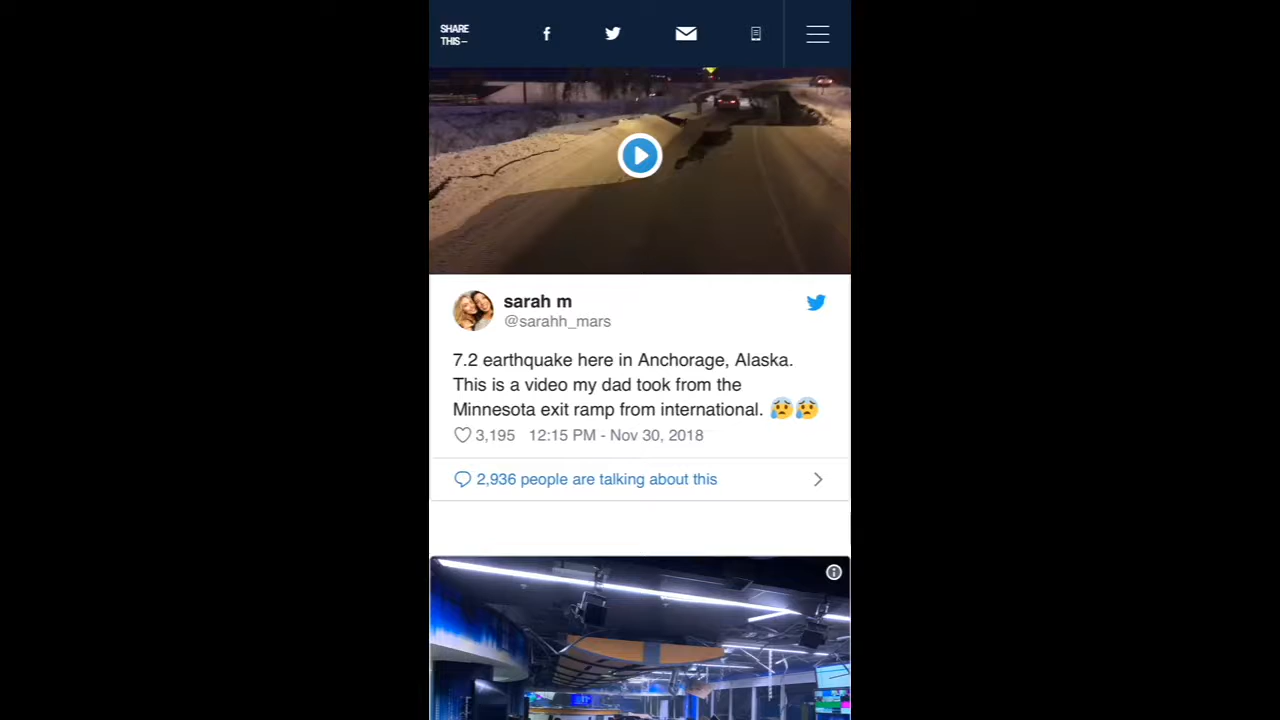 SHARE
THIS –
sarah m
@sarahh_mars
7.2 earthquake here in Anchorage, Alaska.
This is a video my dad took from the
Minnesota exit ramp from international. 😰😰
3,195 12:15 PM - Nov 30, 2018
2,936 people are talking about this